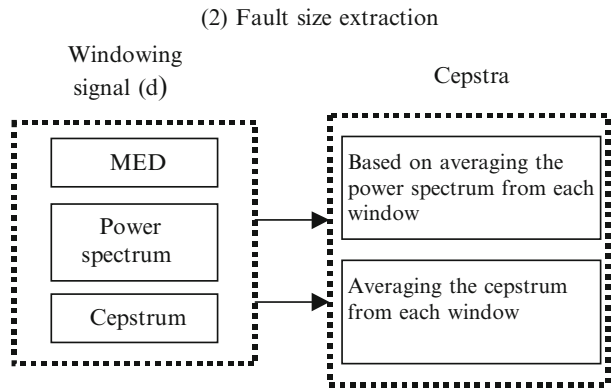 (2) Fault size extraction
Windowing
signal (d)
MED
Power
spectrum
Cepstrum
Cepstra
Based on averaging the
power spectrum from each
window
Averaging the cepstrum
from each window